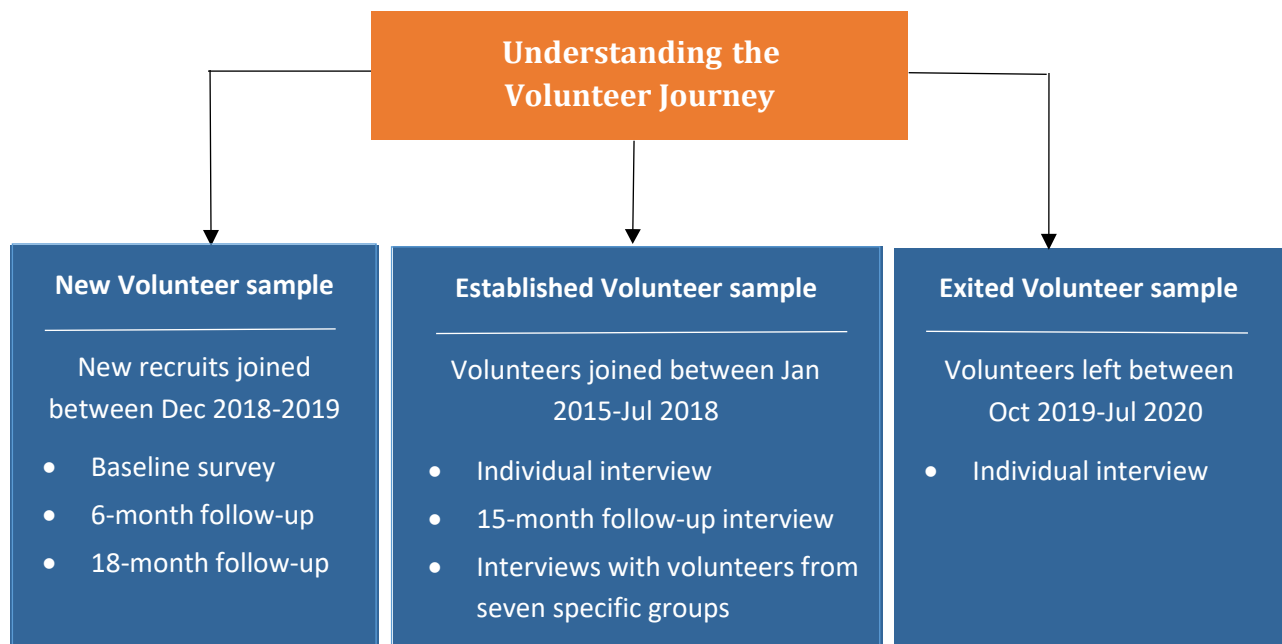 Understanding the
Volunteer Journey
New Volunteer sample
New recruits joined
between Dec 2018-2019
• Baseline survey
• 6-month follow-up
• 18-month follow-up
Established Volunteer sample
Volunteers joined between Jan
2015-Jul 2018
• Individual interview
• 15-month follow-up interview
• Interviews with volunteers from
seven specific groups
Exited Volunteer sample
Volunteers left between
Oct 2019-Jul 2020
• Individual interview